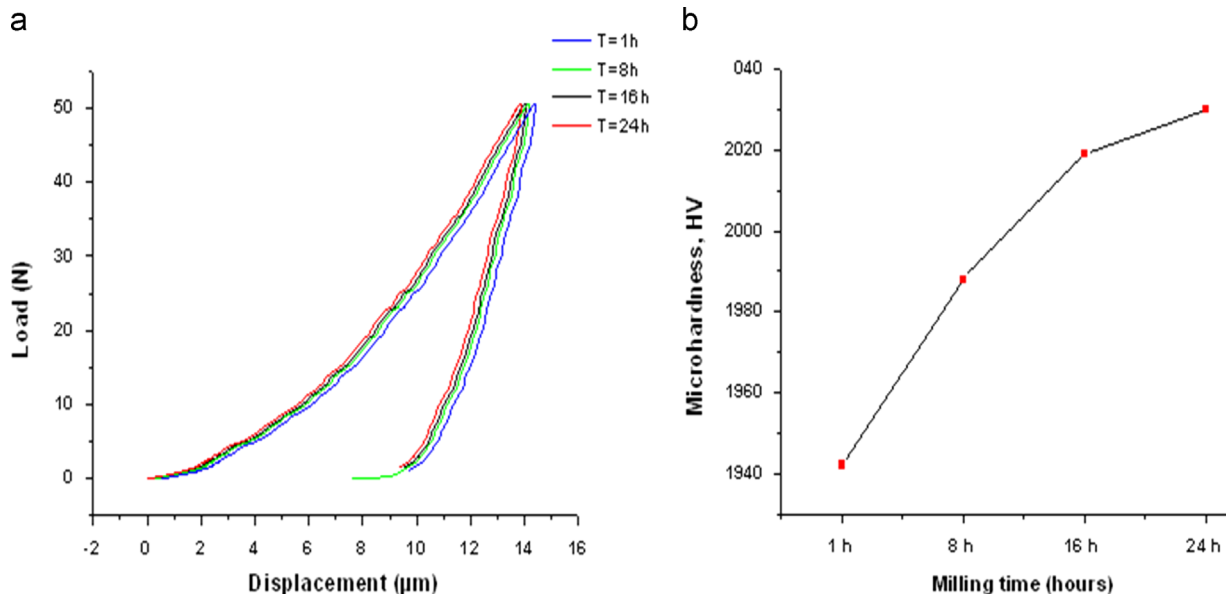 a
T=1h
T=8h
T=16h
T=24h
50
40
30
20
10
0
Load (N)
-2 0 2 4 6 8 10 12 14 16
Displacement (µm)
b
040
2020
2000
1980
1960
1940
Microhardness, HV
1 h 8 h 16 h 24 h
Milling time (hours)